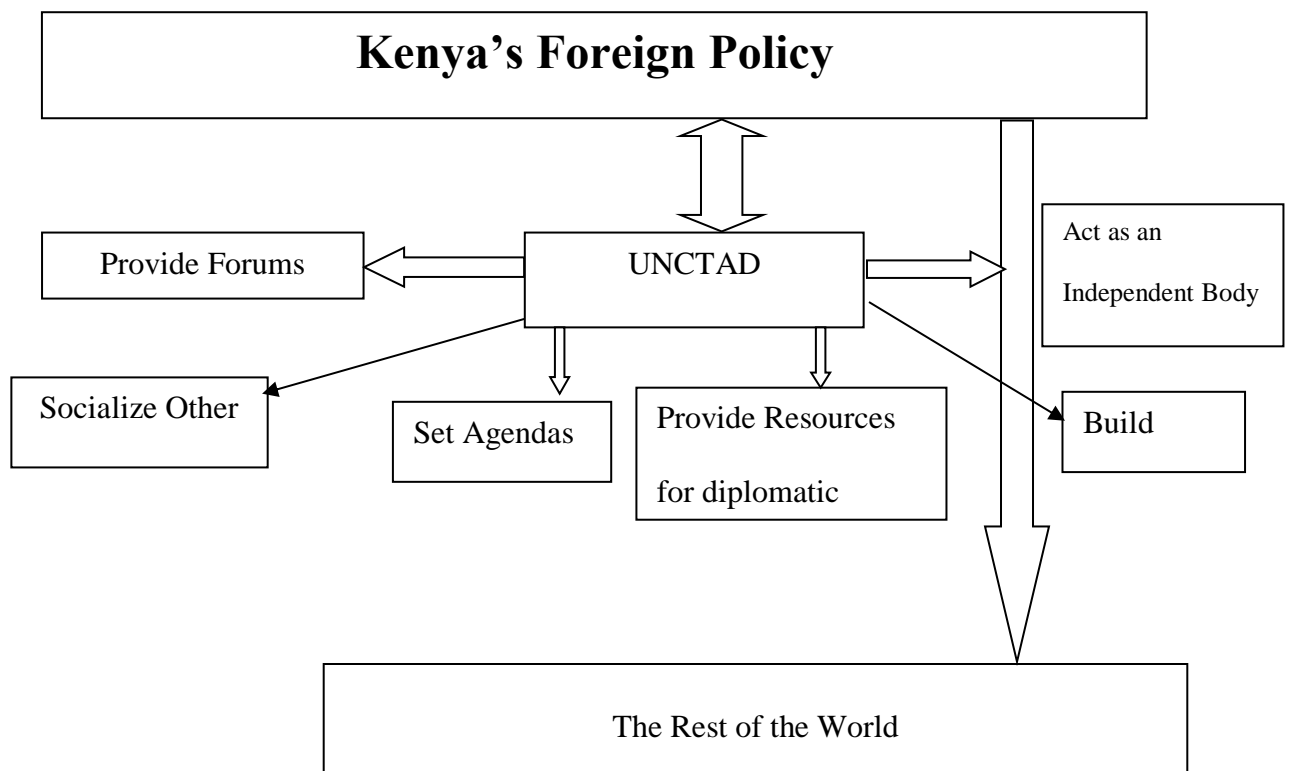 Kenya’s Foreign Policy
Provide Forums
UNCTAD
Act as an
Independent Body
Socialize Other
Set Agendas
Provide Resources
for diplomatic
Build
The Rest of the World